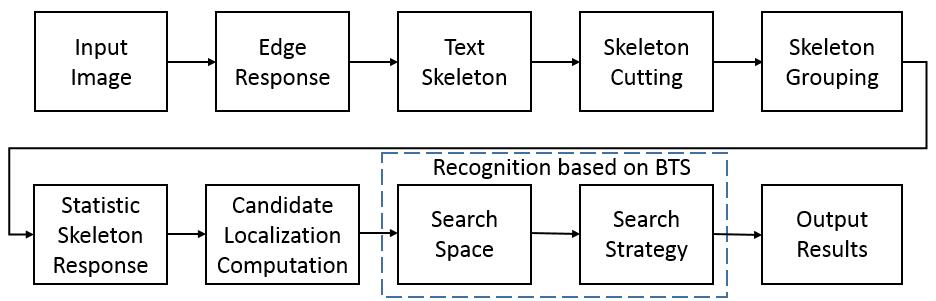 Input
Image
Edge
Response
Text
Skeleton
Skeleton
Cutting
Skeleton
Grouping
Recognition based on BTS
Statistic
Skeleton
Response
Candidate
Localization
Computation
Search
Space
Search
Strategy
Output
Results